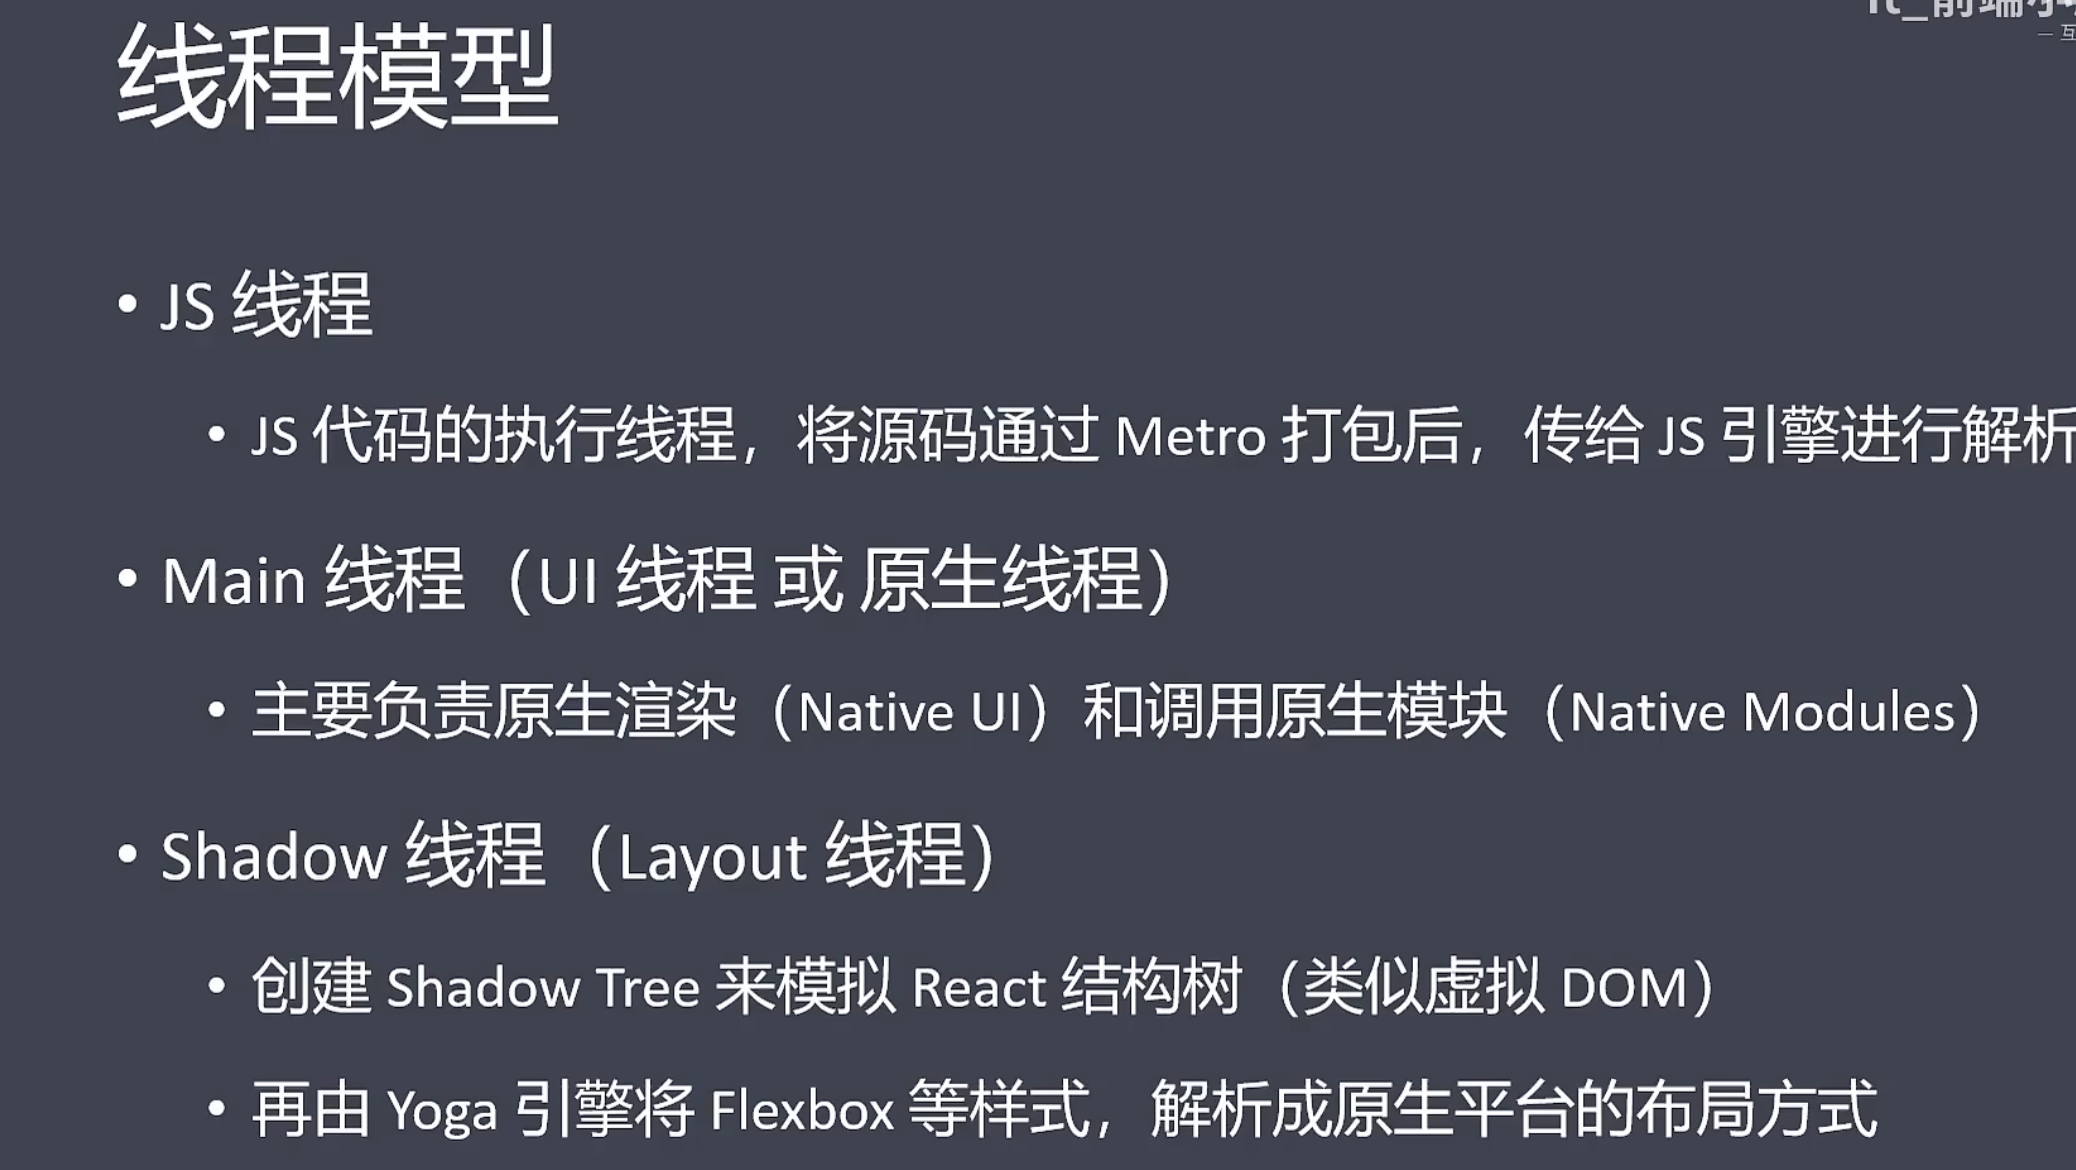 线程模型
• JS 线程
• JS 代码的执行线程，将源码通过 Metro 打包后，传给 JS 引擎进行解析
• Main 线程（UI 线程 或 原生线程）
• 主要负责原生渲染（Native UI）和调用原生模块（Native Modules）
• Shadow 线程（Layout 线程）
• 创建 Shadow Tree 来模拟 React 结构树（类似虚拟 DOM）
• 再由 Yoga 引擎将 Flexbox 等样式，解析成原生平台的布局方式